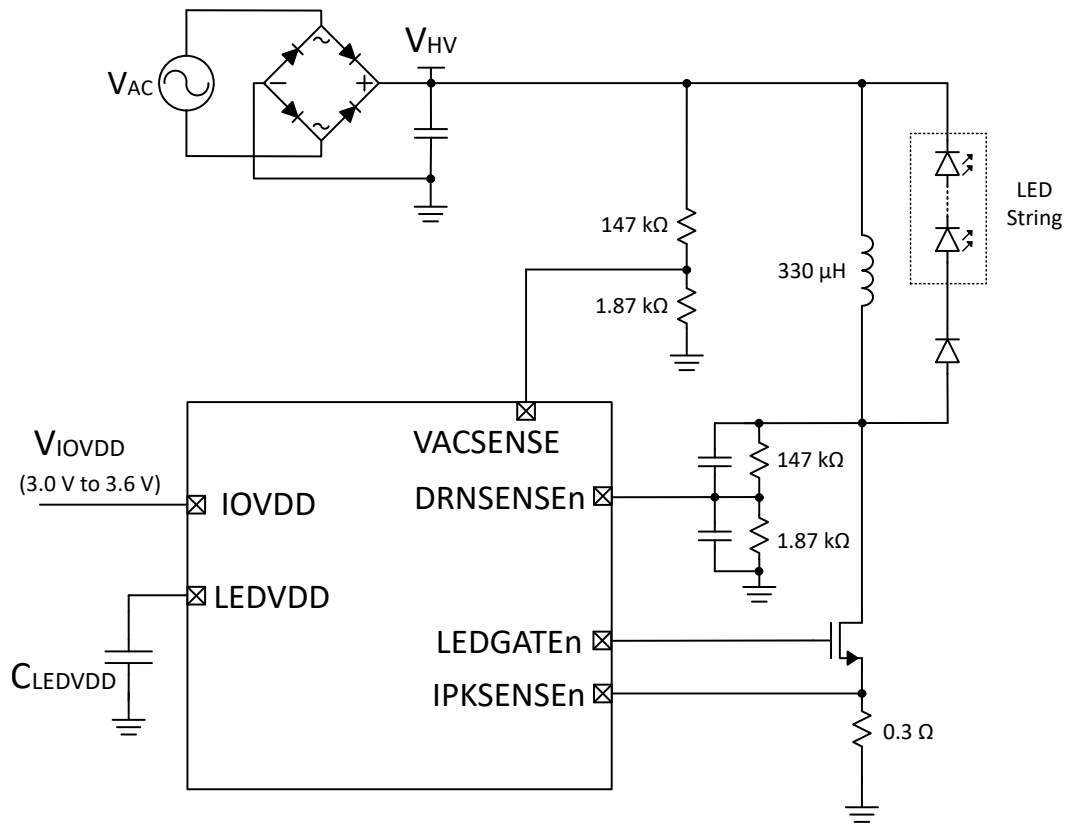 VHV
VAC
~
−
+
~
147 kΩ
1.87 kΩ
330 µH
LED
String
VIOVDD
(3.0 V to 3.6 V)
IOVDD
LEDVDD
CLEDVDD
VACSENSE
DRNSENSEn
147 kΩ
1.87 kΩ
LEDGATEn
IPKSENSEn
0.3 Ω